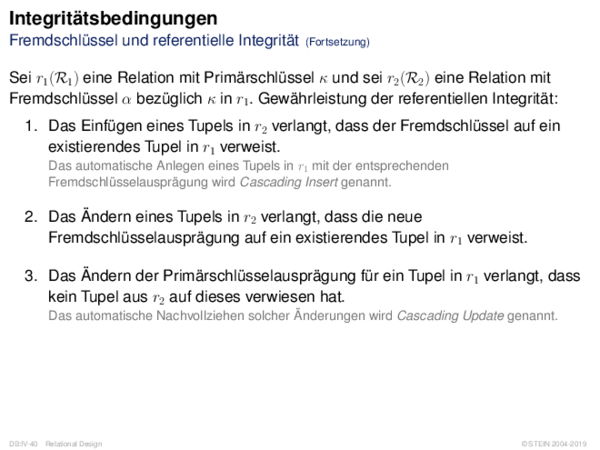 Integritätsbedingungen
Fremdschlüssel und referentielle Integrität (Fortsetzung)
Sei r₁(R₁) eine Relation mit Primärschlüssel κ und sei r₂(R₂) eine Relation mit
Fremdschlüssel α bezüglich κ in r₁. Gewährleistung der referentiellen Integrität:
1. Das Einfügen eines Tupels in r₂ verlangt, dass der Fremdschlüssel auf ein
existierendes Tupel in r₁ verweist.
Das automatische Anlegen eines Tupels in r₁ mit der entsprechenden
Fremdschlüsselausprägung wird Cascading Insert genannt.
2. Das Ändern eines Tupels in r₂ verlangt, dass die neue
Fremdschlüsselausprägung auf ein existierendes Tupel in r₁ verweist.
3. Das Ändern der Primärschlüsselausprägung für ein Tupel in r₁ verlangt, dass
kein Tupel aus r₂ auf dieses verwiesen hat.
Das automatische Nachvollziehen solcher Änderungen wird Cascading Update genannt.
DB:IV-40 Relational Design © STEIN 2004-2019